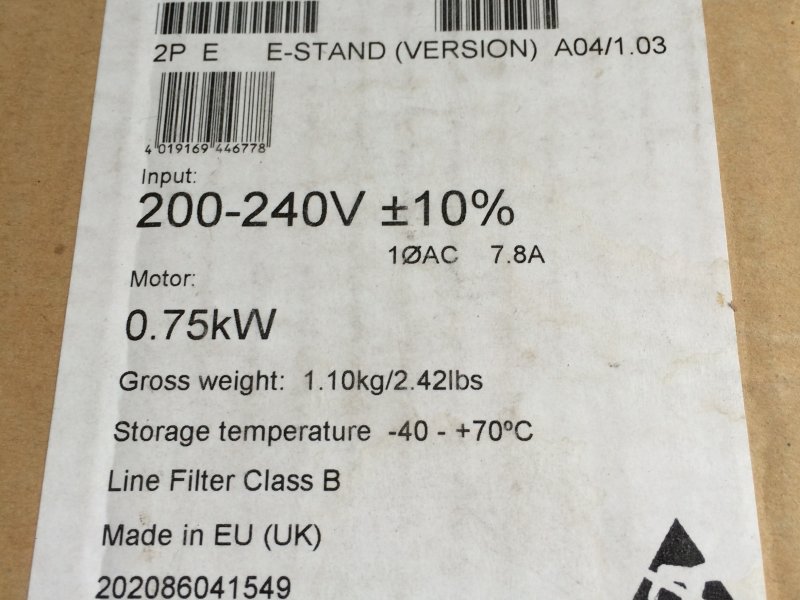 2P E E-STAND (VERSION) A04/1.03
4 019169 446778
Input:
200-240V ±10%
1ØAC 7.8A
Motor:
0.75kW
Gross weight: 1.10kg/2.42lbs
Storage temperature -40 - +70ºC
Line Filter Class B
Made in EU (UK)
202086041549